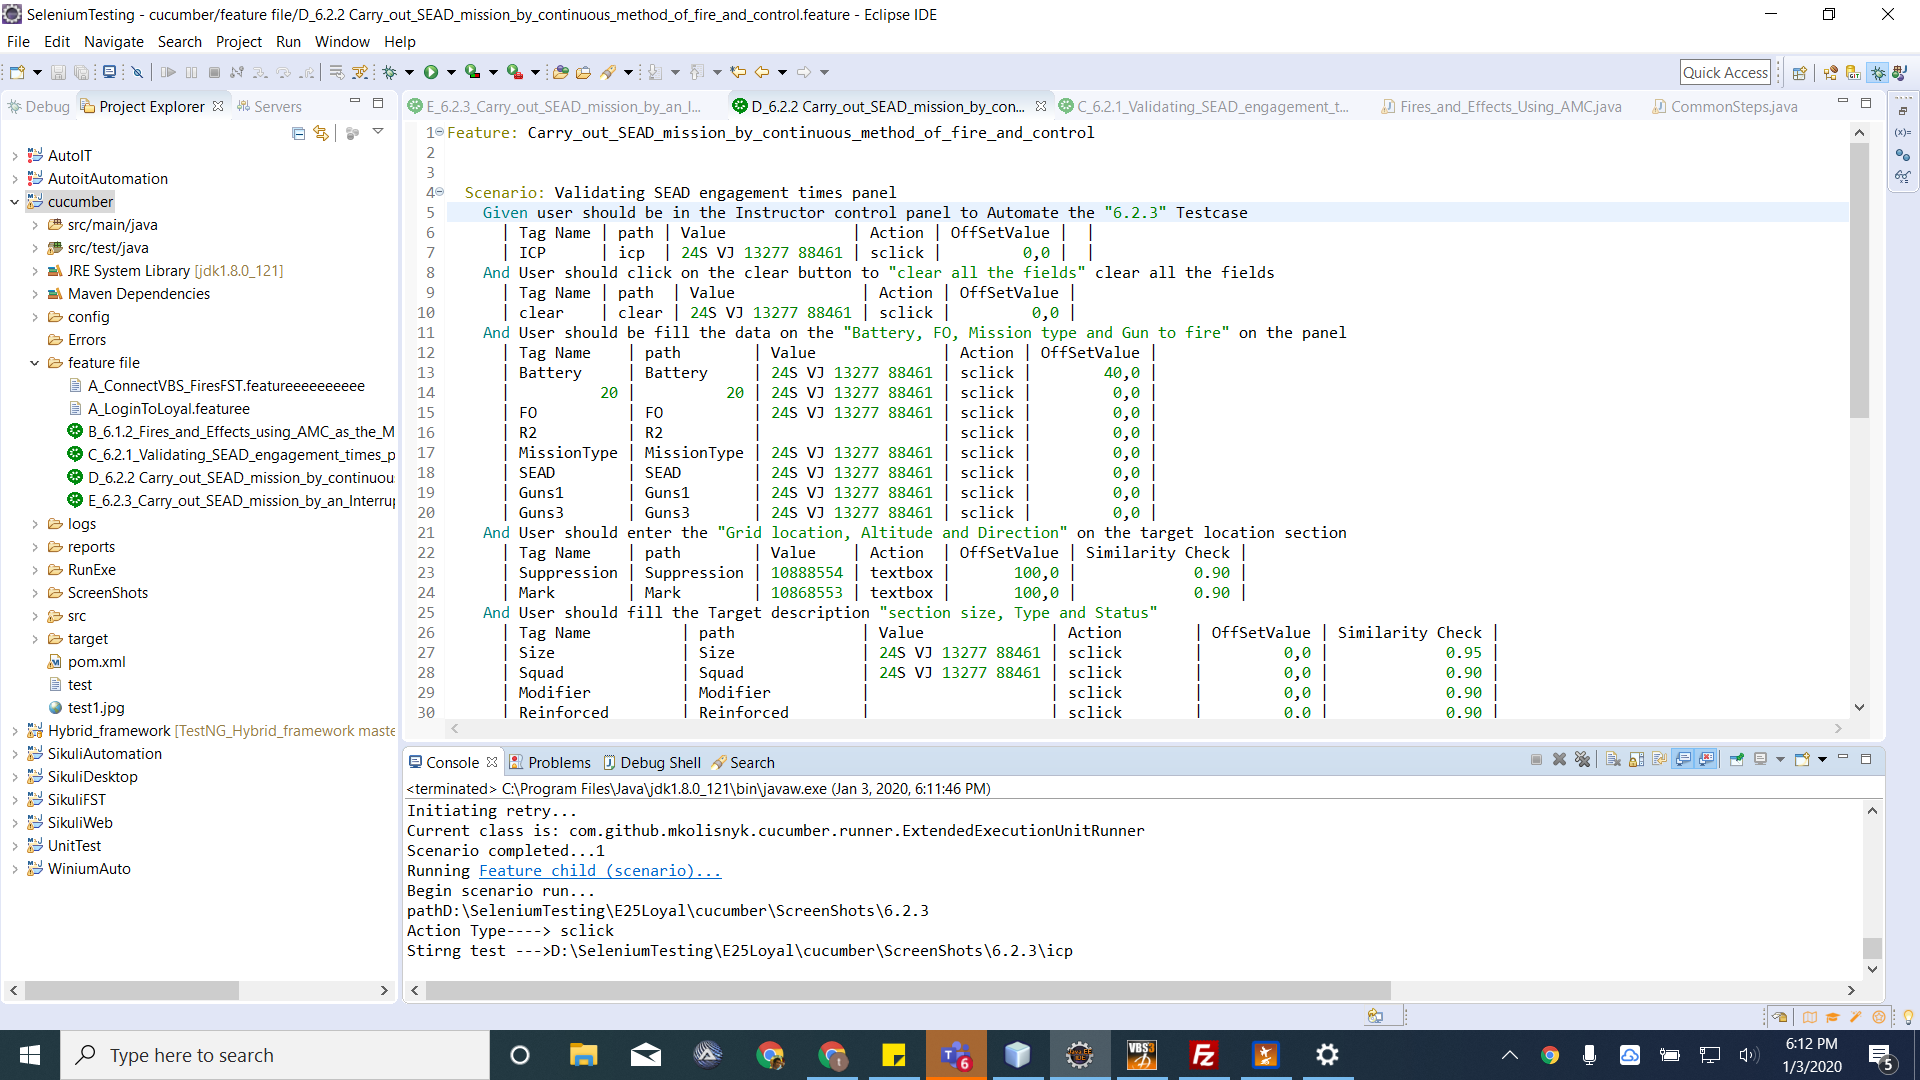 SeleniumTesting - cucumber/feature file/D_6.2.2 Carry_out_SEAD_mission_by_continuous_method_of_fire_and_control.feature - Eclipse IDE
File Edit Navigate Search Project Run Window Help
Quick Access
Debug Project Explorer Servers
E_6.2.3_Carry_out_SEAD_mission_by_an_I... D_6.2.2 Carry_out_SEAD_mission_by_con... C_6.2.1_Validating_SEAD_engagement_t... Fires_and_Effects_Using_AMC.java CommonSteps.java
AutoIT
AutoitAutomation
cucumber
src/main/java
src/test/java
JRE System Library [jdk1.8.0_121]
Maven Dependencies
config
Errors
feature file
A_ConnectVBS_FiresFST.featureeeeeeeeee
A_LoginToLoyal.featuree
B_6.1.2_Fires_and_Effects_using_AMC_as_the_M
C_6.2.1_Validating_SEAD_engagement_times_p
D_6.2.2 Carry_out_SEAD_mission_by_continuou
E_6.2.3_Carry_out_SEAD_mission_by_an_Interru
logs
reports
RunExe
ScreenShots
src
target
pom.xml
test
test1.jpg
Hybrid_framework [TestNG_Hybrid_framework maste
SikuliAutomation
SikuliDesktop
SikuliFST
SikuliWeb
UnitTest
WiniumAuto
1 Feature: Carry_out_SEAD_mission_by_continuous_method_of_fire_and_control
2
3
4 Scenario: Validating SEAD engagement times panel
5 Given user should be in the Instructor control panel to Automate the "6.2.3" Testcase
6 | Tag Name | path | Value | Action | OffSetValue | |
7 | ICP | icp | 24S VJ 13277 88461 | sclick | 0,0 | |
8 And User should click on the clear button to "clear all the fields" clear all the fields
9 | Tag Name | path | Value | Action | OffSetValue |
10 | clear | clear | 24S VJ 13277 88461 | sclick | 0,0 |
11 And User should be fill the data on the "Battery, FO, Mission type and Gun to fire" on the panel
12 | Tag Name | path | Value | Action | OffSetValue |
13 | Battery | Battery | 24S VJ 13277 88461 | sclick | 40,0 |
14 | 20 | 20 | 24S VJ 13277 88461 | sclick | 0,0 |
15 | FO | FO | 24S VJ 13277 88461 | sclick | 0,0 |
16 | R2 | R2 | | sclick | 0,0 |
17 | MissionType | MissionType | 24S VJ 13277 88461 | sclick | 0,0 |
18 | SEAD | SEAD | 24S VJ 13277 88461 | sclick | 0,0 |
19 | Guns1 | Guns1 | 24S VJ 13277 88461 | sclick | 0,0 |
20 | Guns3 | Guns3 | 24S VJ 13277 88461 | sclick | 0,0 |
21 And User should enter the "Grid location, Altitude and Direction" on the target location section
22 | Tag Name | path | Value | Action | OffSetValue | Similarity Check |
23 | Suppression | Suppression | 10888554 | textbox | 100,0 | 0.90 |
24 | Mark | Mark | 10868553 | textbox | 100,0 | 0.90 |
25 And User should fill the Target description "section size, Type and Status"
26 | Tag Name | path | Value | Action | OffSetValue | Similarity Check |
27 | Size | Size | 24S VJ 13277 88461 | sclick | 0,0 | 0.95 |
28 | Squad | Squad | 24S VJ 13277 88461 | sclick | 0,0 | 0.90 |
29 | Modifier | Modifier | | sclick | 0,0 | 0.90 |
30 | Reinforced | Reinforced | | sclick | 0,0 | 0.90 |
Console Problems Debug Shell Search
<terminated> C:\Program Files\Java\jdk1.8.0_121\bin\javaw.exe (Jan 3, 2020, 6:11:46 PM)
Initiating retry...
Current class is: com.github.mkolisnyk.cucumber.runner.ExtendedExecutionUnitRunner
Scenario completed...1
Running Feature child (scenario)...
Begin scenario run...
pathD:\SeleniumTesting\E25Loyal\cucumber\ScreenShots\6.2.3
Action Type----> sclick
Stirng test --->D:\SeleniumTesting\E25Loyal\cucumber\ScreenShots\6.2.3\icp
Type here to search
6:12 PM
1/3/2020
6
5